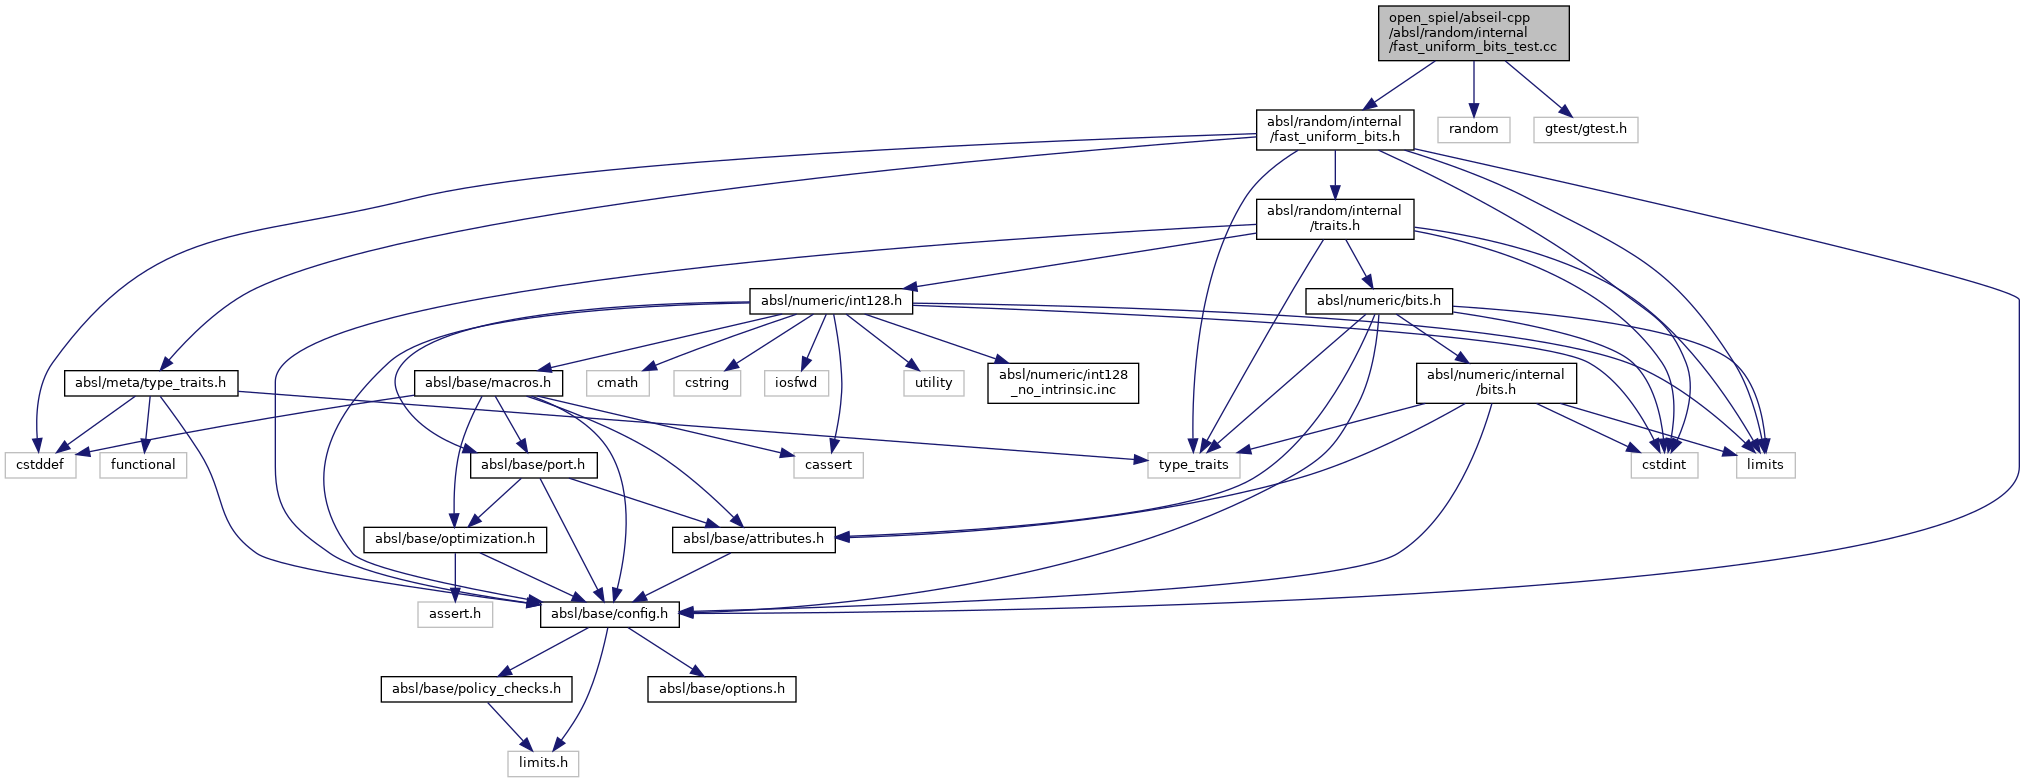 open_spiel/abseil-cpp
/absl/random/internal
/fast_uniform_bits_test.cc
absl/random/internal
/fast_uniform_bits.h
random
gtest/gtest.h
absl/random/internal
/traits.h
absl/numeric/int128.h
absl/numeric/bits.h
absl/meta/type_traits.h
absl/base/macros.h
cmath
cstring
iosfwd
utility
absl/numeric/int128
_no_intrinsic.inc
absl/numeric/internal
/bits.h
cstddef
functional
absl/base/port.h
cassert
type_traits
cstdint
limits
absl/base/optimization.h
absl/base/attributes.h
assert.h
absl/base/config.h
absl/base/policy_checks.h
absl/base/options.h
limits.h